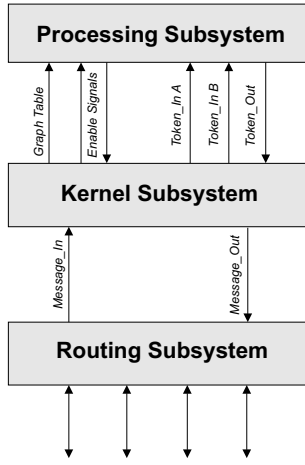 Processing Subsystem
Graph Table
Enable Signals
Token_In A
Token_In B
Token_Out
Kernel Subsystem
Message_In
Message_Out
Routing Subsystem